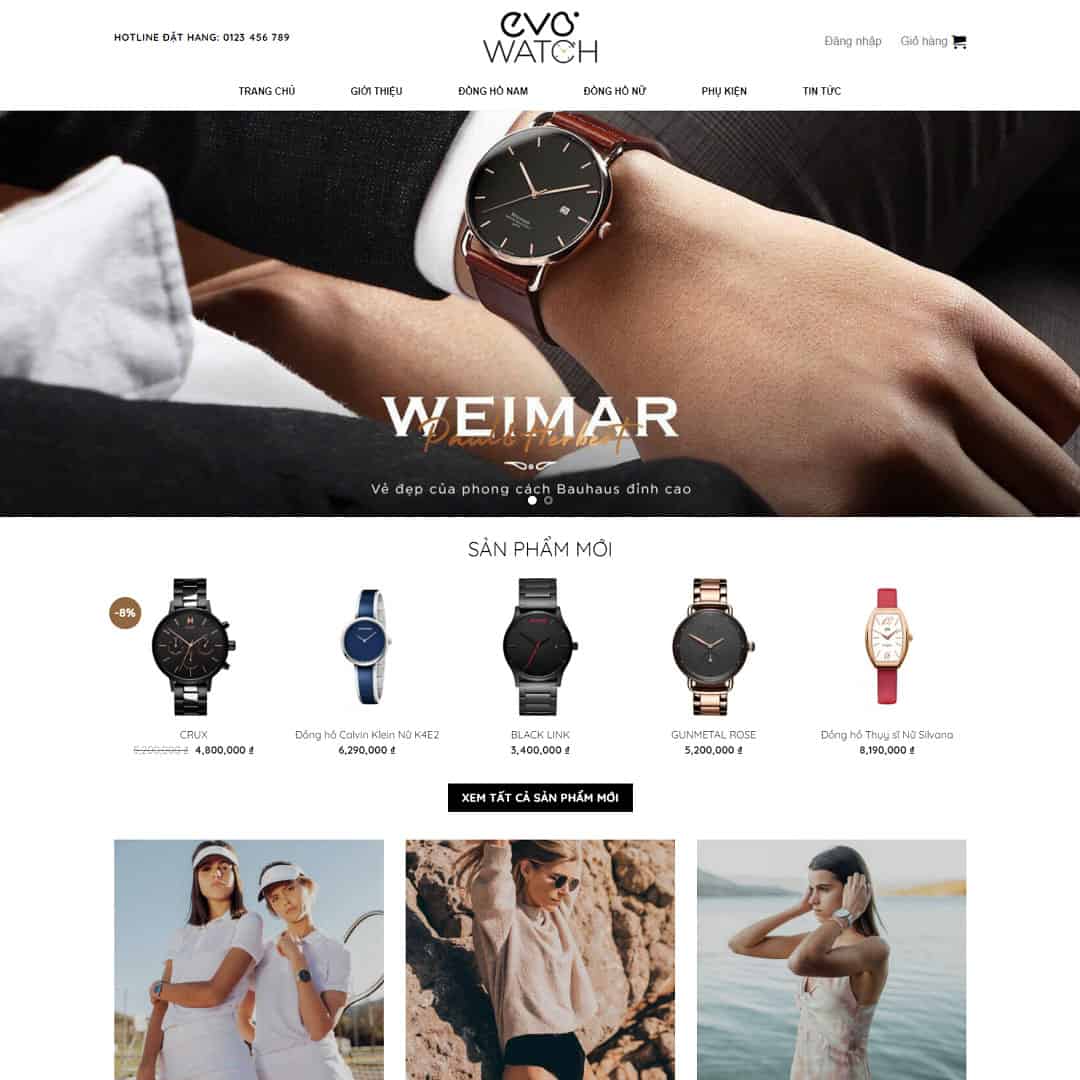 HOTLINE ĐẶT HÀNG: 0123 456 789
evo
WATCH
Đăng nhập
Giỏ hàng
TRANG CHỦ
GIỚI THIỆU
ĐỒNG HỒ NAM
ĐỒNG HỒ NỮ
PHỤ KIỆN
TIN TỨC
WEIMAR
Paul & Herbert
Vẻ đẹp của phong cách Bauhaus đỉnh cao
SẢN PHẨM MỚI
-8%
CRUX
5,200,000 ₫ 4,800,000 ₫
Đồng hồ Calvin Klein Nữ K4E2
6,290,000 ₫
BLACK LINK
3,400,000 ₫
GUNMETAL ROSE
5,200,000 ₫
Đồng hồ Thụy sĩ Nữ Silvana
8,190,000 ₫
XEM TẤT CẢ SẢN PHẨM MỚI